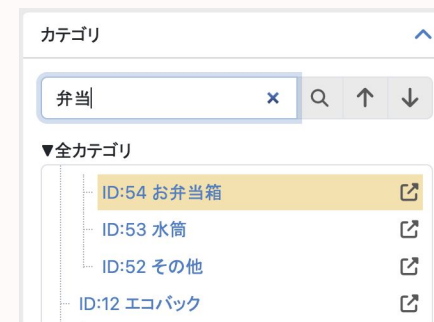 カテゴリ
弁当
▼全カテゴリ
ID:54 お弁当箱
ID:53 水筒
ID:52 その他
ID:12 エコバック